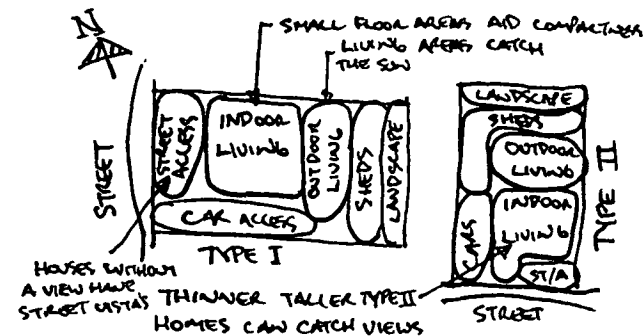 N
SMALL FLOOR AREAS AID COMPARTMENT
LIVING AREAS CATCH
THE SUN
STREET
STREET
ACCESS
INDOOR
LIVING
OUTDOOR
LIVING
SHEDS
LANDSCAPE
CAR ACCESS
TYPE I
HOUSES WITHOUT
A VIEW HAVE
STREET VISTAS
LANDSCAPE
SHEDS
OUTDOOR
LIVING
INDOOR
LIVING
CARS
ST/A
TYPE II
STREET
THINNER TALLER TYPE II
HOMES CAN CATCH VIEWS